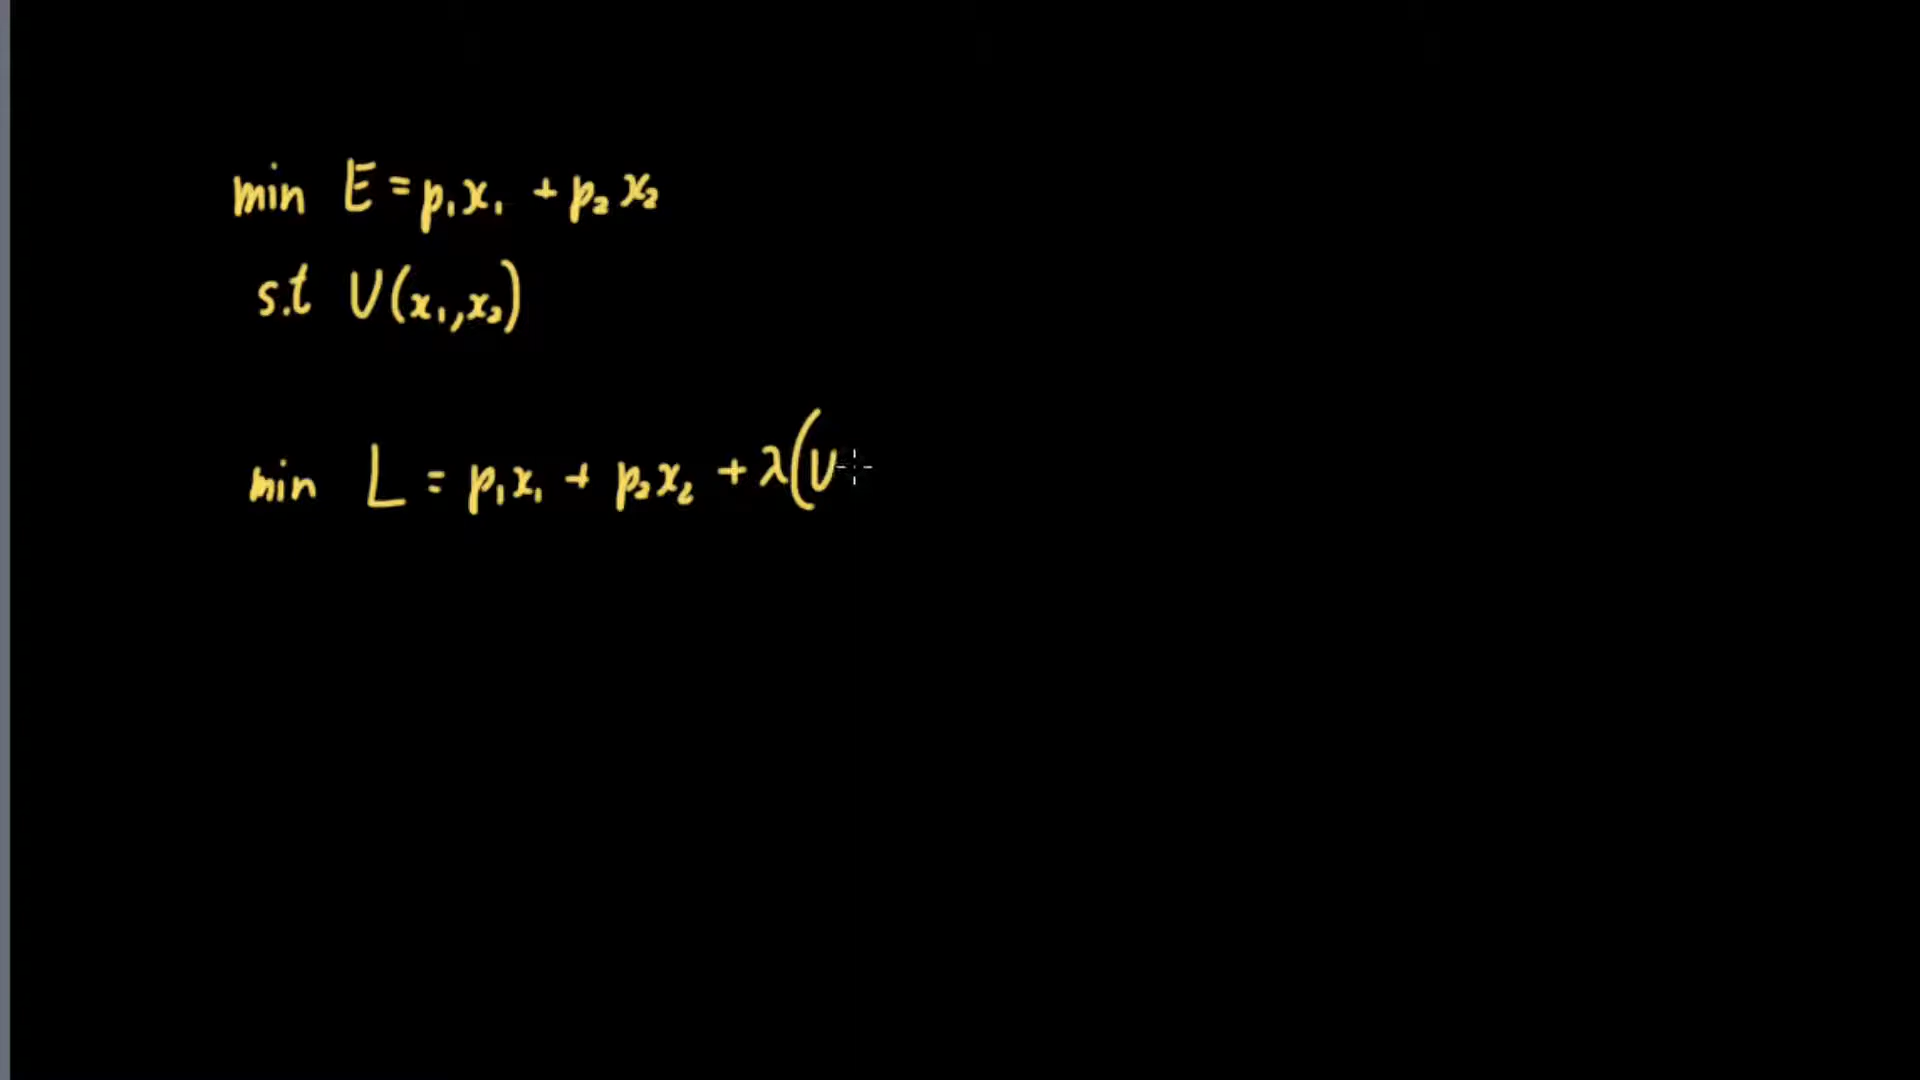 min E = p₁x₁ + p₂x₂
s.t U(x₁,x₂)
min L = p₁x₁ + p₂x₂ + λ(U